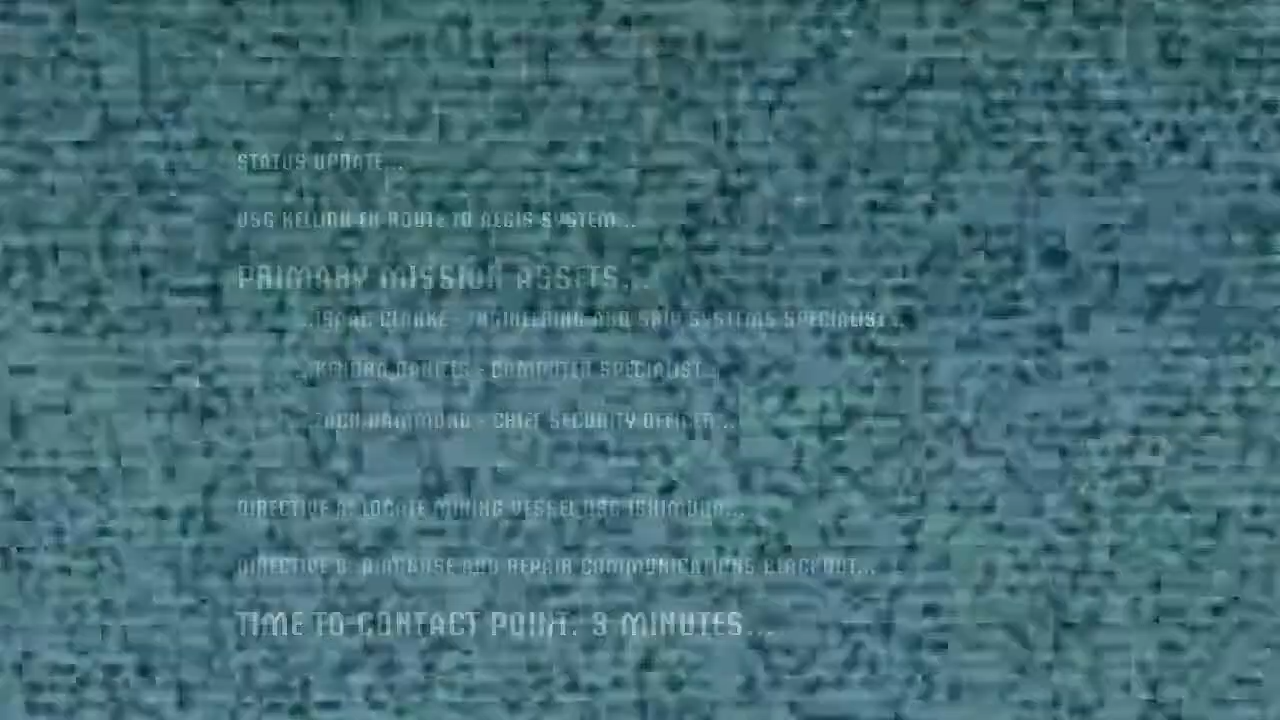 STATUS UPDATE...
USG KELLION EN ROUTE TO AEGIS SYSTEM...
PRIMARY MISSION ASSETS...
...ISAAC CLARKE - ENGINEERING AND SHIP SYSTEMS SPECIALIST...
...KENDRA DANIELS - COMPUTER SPECIALIST...
...ZACH HAMMOND - CHIEF SECURITY OFFICER...
DIRECTIVE A: LOCATE MINING VESSEL USG ISHIMURA...
DIRECTIVE B: DIAGNOSE AND REPAIR COMMUNICATIONS BLACKOUT...
TIME TO CONTACT POINT: 3 MINUTES...